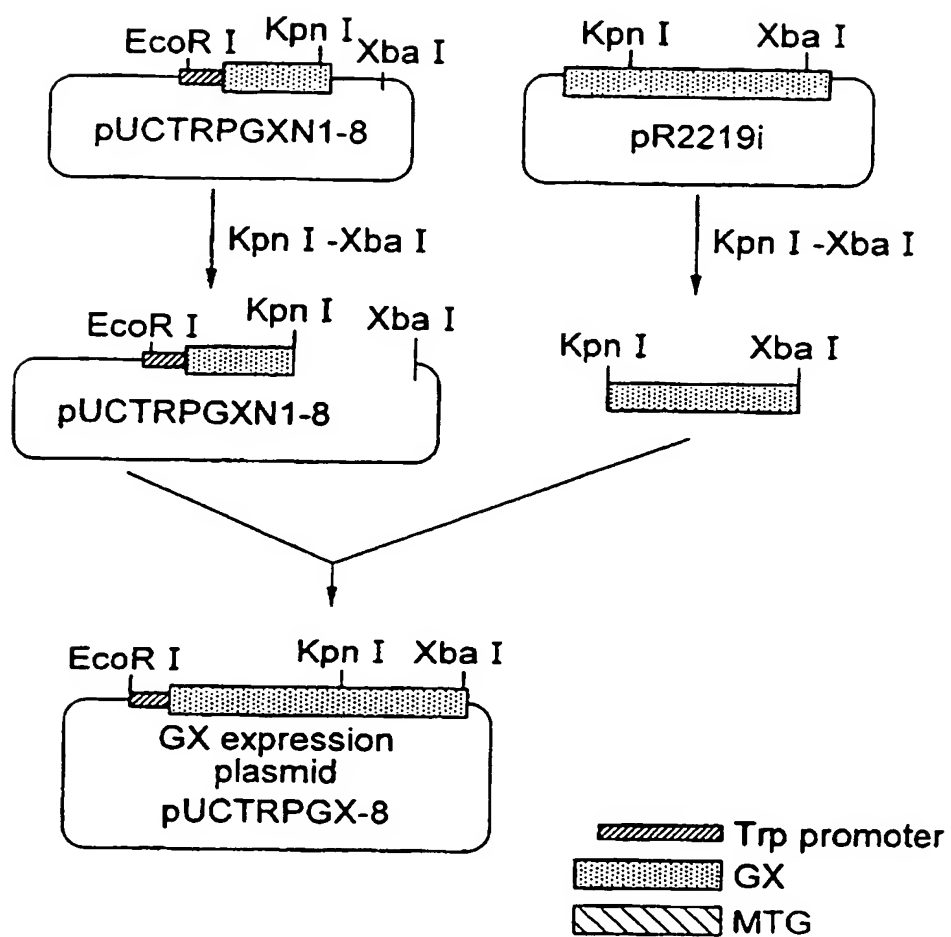 EcoR I
Kpn I
Xba I
pUCTRPGXN1-8
Kpn I
Xba I
pR2219i
Kpn I -Xba I
Kpn I -Xba I
EcoR I
Kpn I
Xba I
pUCTRPGXN1-8
Kpn I
Xba I
EcoR I
Kpn I
Xba I
GX expression
plasmid
pUCTRPGX-8
Trp promoter
GX
MTG